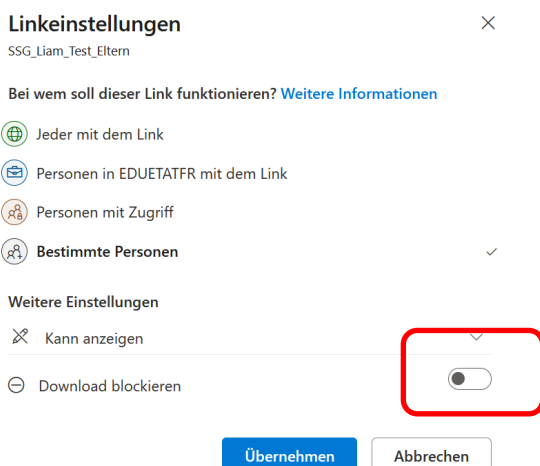 Linkeinstellungen
SSG_Liam_Test_Eltern
Bei wem soll dieser Link funktionieren? Weitere Informationen
Jeder mit dem Link
Personen in EDUETATFR mit dem Link
Personen mit Zugriff
Bestimmte Personen
Weitere Einstellungen
Kann anzeigen
Download blockieren
Übernehmen Abbrechen